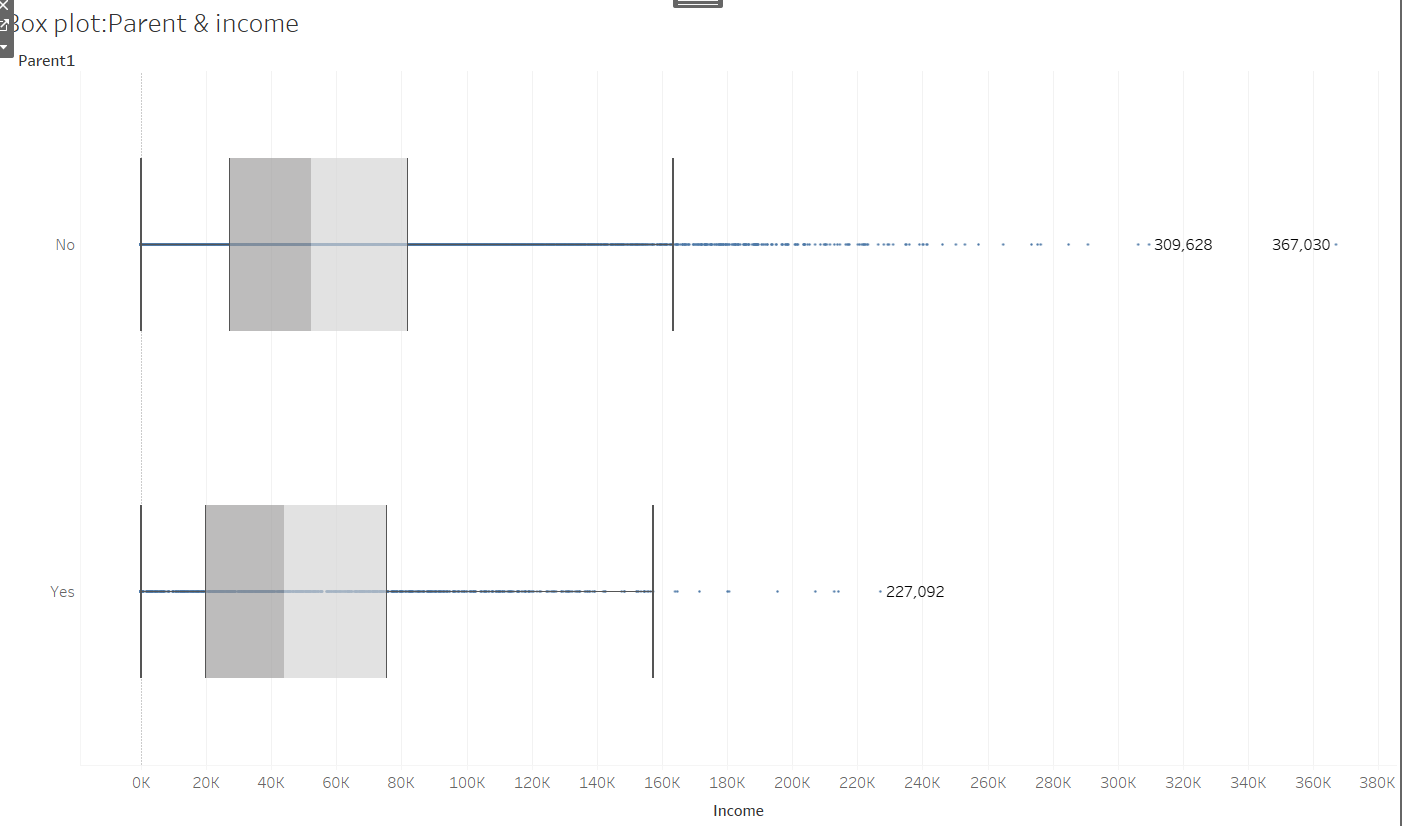 Box plot:Parent & income
Parent1
No
309,628
367,030
Yes
227,092
0K 20K 40K 60K 80K 100K 120K 140K 160K 180K 200K 220K 240K 260K 280K 300K 320K 340K 360K 380K
Income